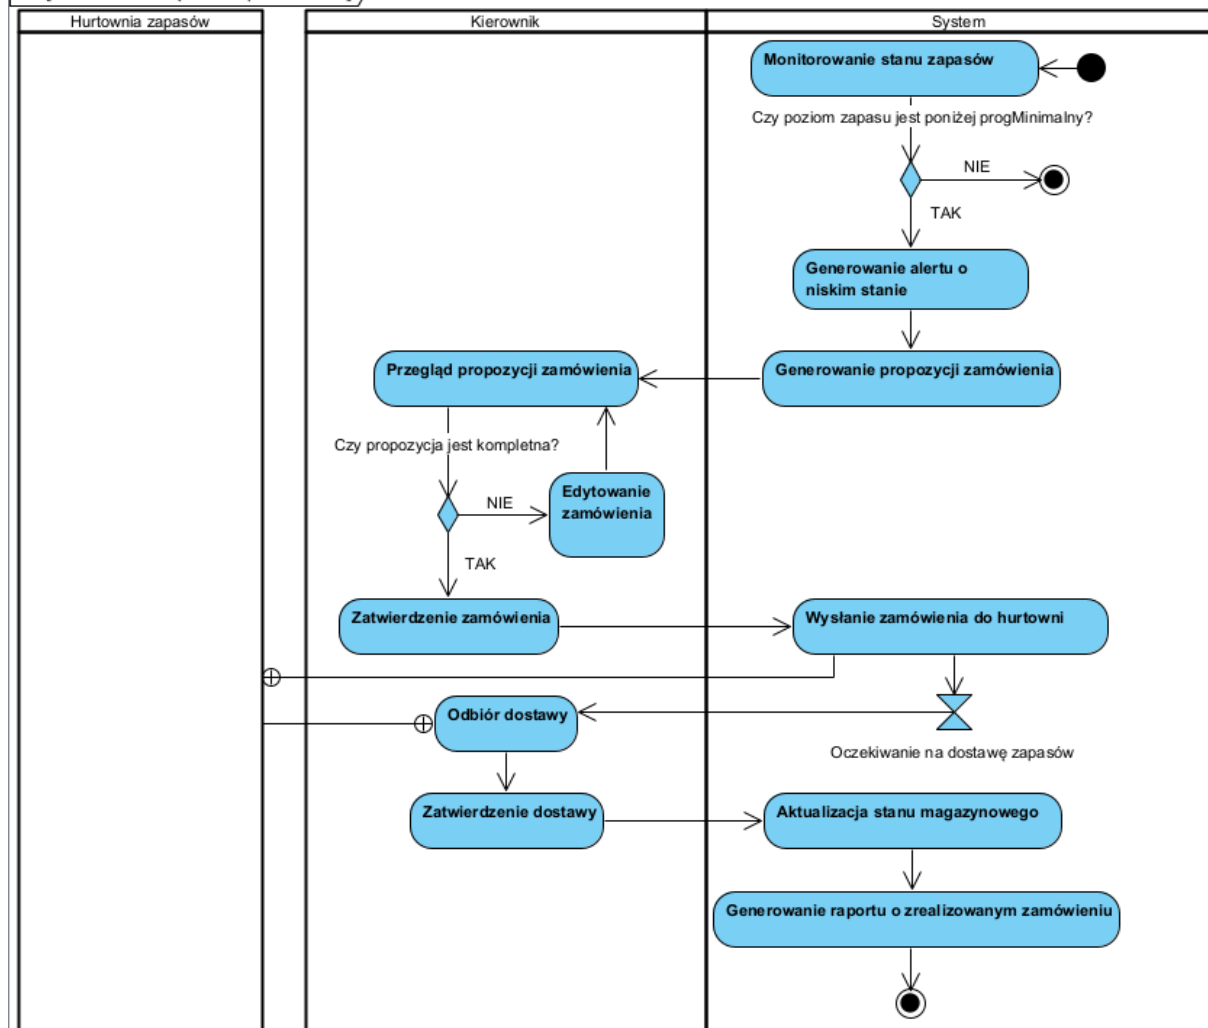 Hurtownia zapasów
Kierownik
System
Monitorowanie stanu zapasów
Czy poziom zapasu jest poniżej progMinimalny?
NIE
TAK
Generowanie alertu o
niskim stanie
Przegląd propozycji zamówienia
Generowanie propozycji zamówienia
Czy propozycja jest kompletna?
Edytowanie
zamówienia
NIE
TAK
Zatwierdzenie zamówienia
Wysłanie zamówienia do hurtowni
Odbiór dostawy
Oczekiwanie na dostawę zapasów
Zatwierdzenie dostawy
Aktualizacja stanu magazynowego
Generowanie raportu o zrealizowanym zamówieniu